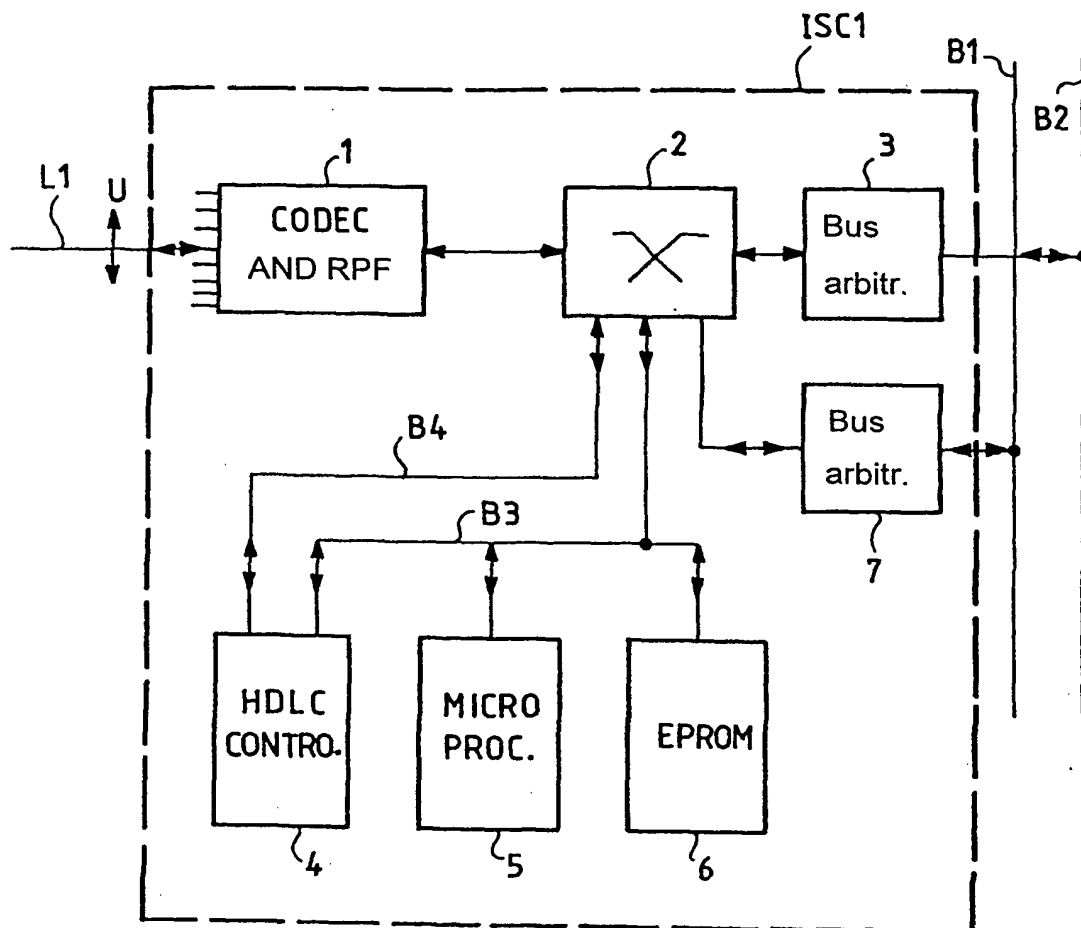 ISC1
B1
B2
L1
U
1
2
3
CODEC
AND RPF
Bus
arbitr.
Bus
arbitr.
7
B4
B3
HDLC
CONTRO.
MICRO
PROC.
EPROM
4
5
6